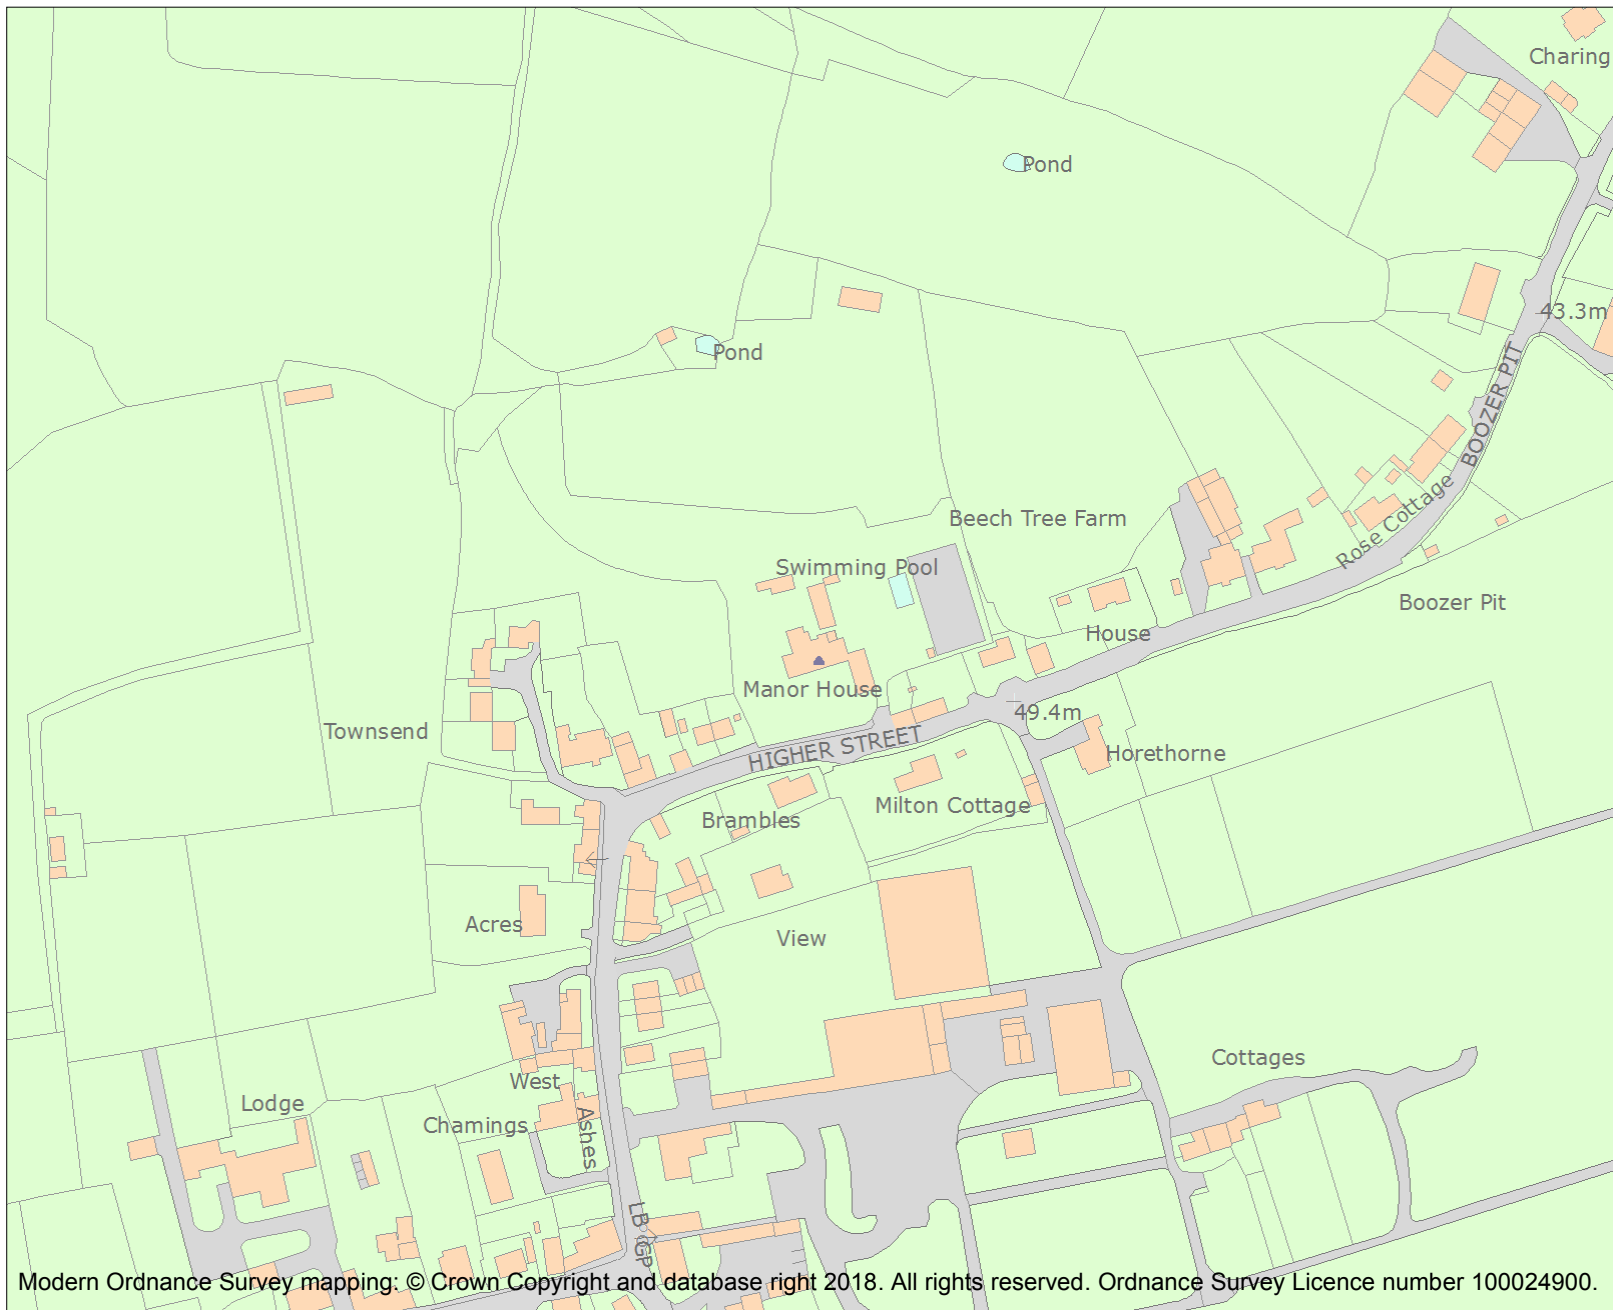 Charing
Pond
43.3m
Pond
BOOZER PIT
Rose Cottage
Beech Tree Farm
Swimming Pool
Boozer Pit
House
Manor House
49.4m
Townsend
HIGHER STREET
Horethorne
Milton Cottage
Brambles
Acres
View
Cottages
West
Lodge
Chamings
Ashes
LB
GP
Modern Ordnance Survey mapping: © Crown Copyright and database right 2018. All rights reserved. Ordnance Survey Licence number 100024900.